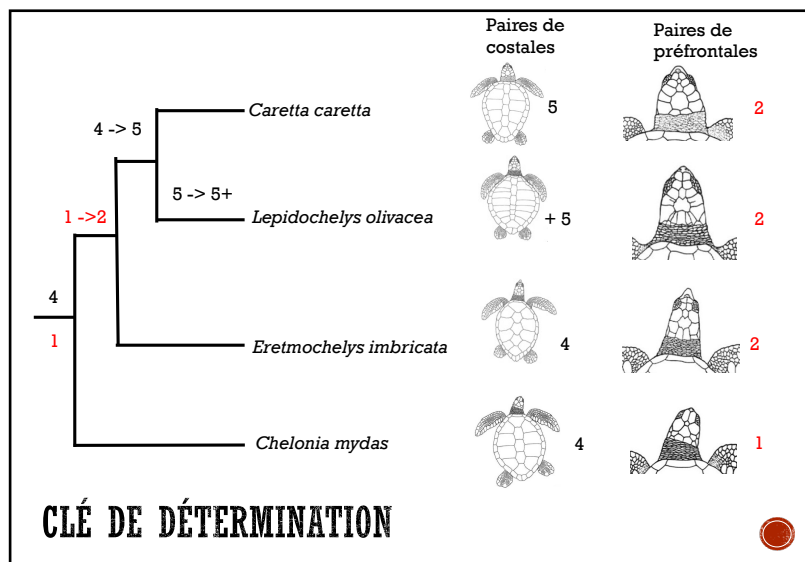 Paires de
costales
Paires de
préfrontales
Caretta caretta
5
2
4 -> 5
5 -> 5+
Lepidochelys olivacea
+ 5
2
1 ->2
4
1
Eretmochelys imbricata
4
2
Chelonia mydas
4
1
CLÉ DE DÉTERMINATION